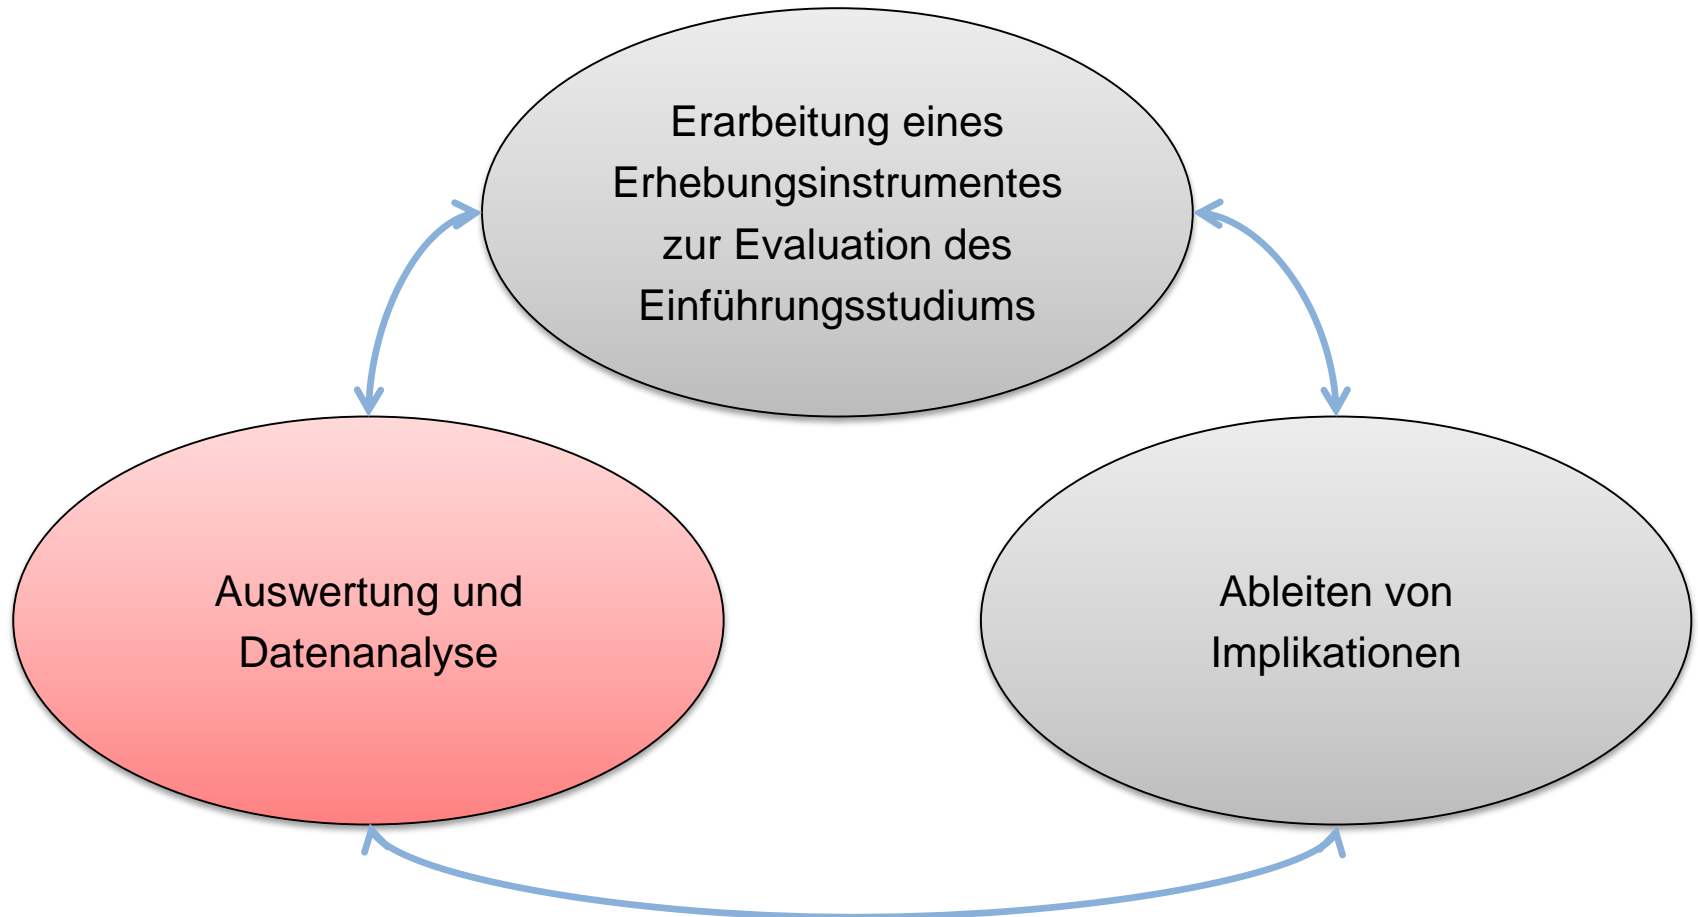 Erarbeitung eines
Erhebungsinstrumentes
zur Evaluation des
Einführungsstudiums
Auswertung und
Datenanalyse
Ableiten von
Implikationen